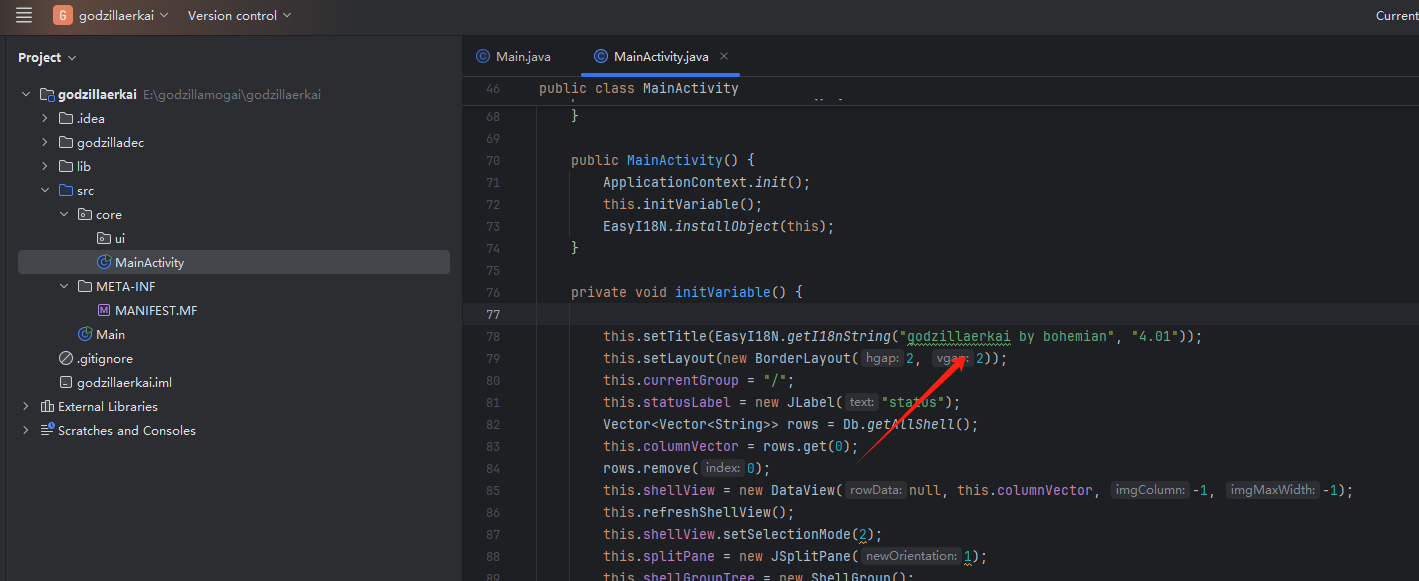 G godzillaerkai Version control Current
Project
Main.java MainActivity.java
godzillaerkai E:\godzillamogai\godzillaerkai
.idea
godzilladec
lib
src
core
ui
MainActivity
META-INF
MANIFEST.MF
Main
.gitignore
godzillaerkai.iml
External Libraries
Scratches and Consoles
46 public class MainActivity
68 }
69
70 public MainActivity() {
71 ApplicationContext.init();
72 this.initVariable();
73 EasyI18N.installObject(this);
74 }
75
76 private void initVariable() {
77
78 this.setTitle(EasyI18N.getI18nString("godzillaerkai by bohemian", "4.01"));
79 this.setLayout(new BorderLayout( hgap: 2, vgap: 2));
80 this.currentGroup = "/";
81 this.statusLabel = new JLabel( text: "status");
82 Vector<Vector<String>> rows = Db.getAllShell();
83 this.columnVector = rows.get(0);
84 rows.remove( index: 0);
85 this.shellView = new DataView( rowData: null, this.columnVector, imgColumn: -1, imgMaxWidth: -1);
86 this.refreshShellView();
87 this.shellView.setSelectionMode(2);
88 this.splitPane = new JSplitPane( newOrientation: 1);
89 this.shellGroupTree = new ShellGroup();